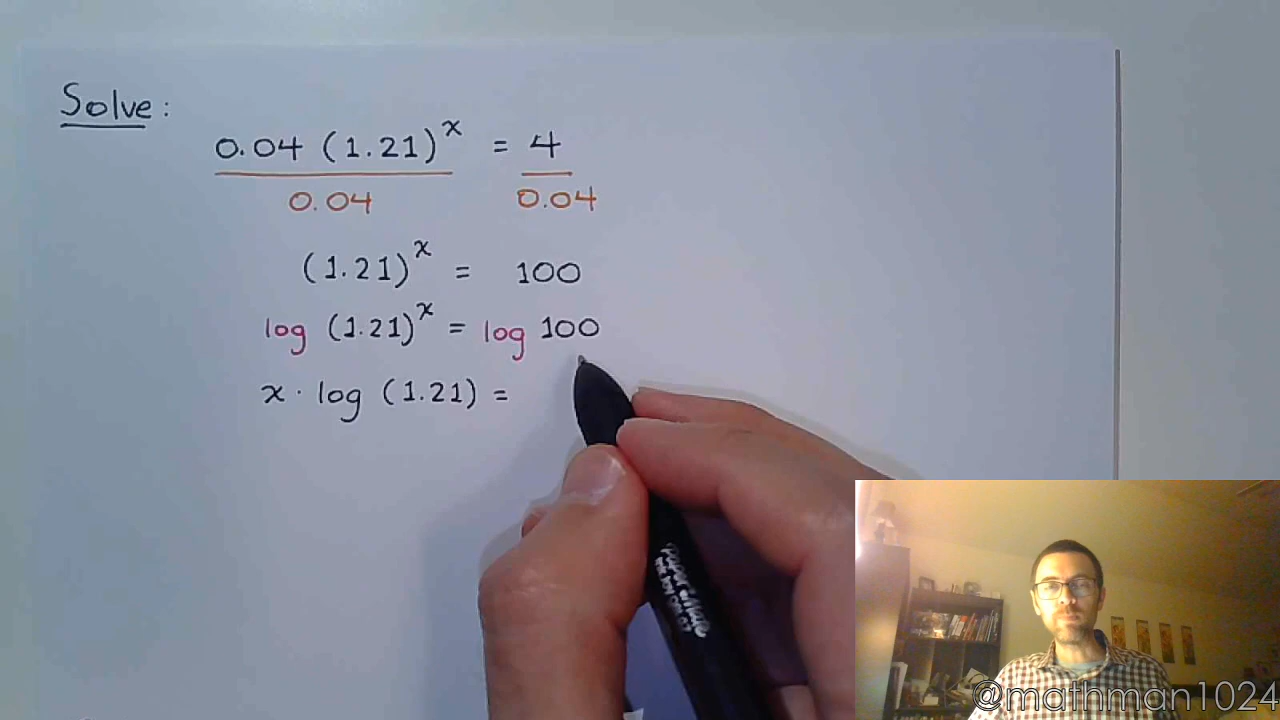 Solve:
0.04 (1.21)^x = 4
0.04 0.04
(1.21)^x = 100
log (1.21)^x = log 100
x · log (1.21) =
@mathman1024